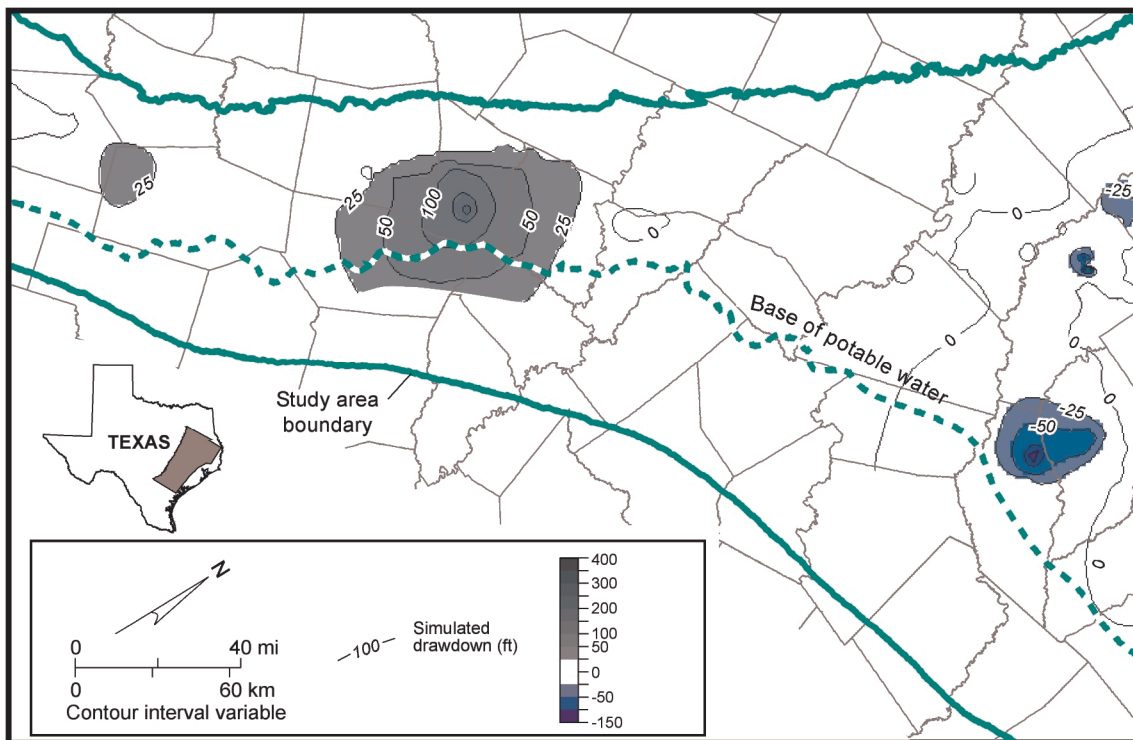 25
25
50
100
50
25
0
0
-25
0
0
0
Base of potable water
-25
-50
0
Study area
boundary
TEXAS
N
0 40 mi
0 60 km
Contour interval variable
100
Simulated
drawdown (ft)
400
300
200
100
50
0
0
-50
-150